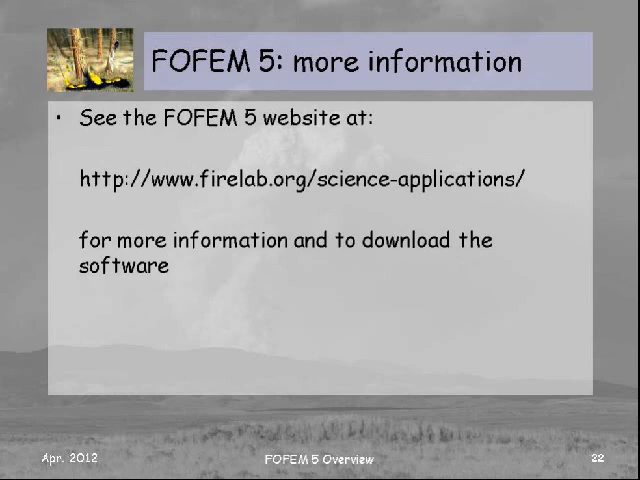 FOFEM 5: more information
• See the FOFEM 5 website at:
http://www.firelab.org/science-applications/
for more information and to download the
software
Apr. 2012
FOFEM 5 Overview
22